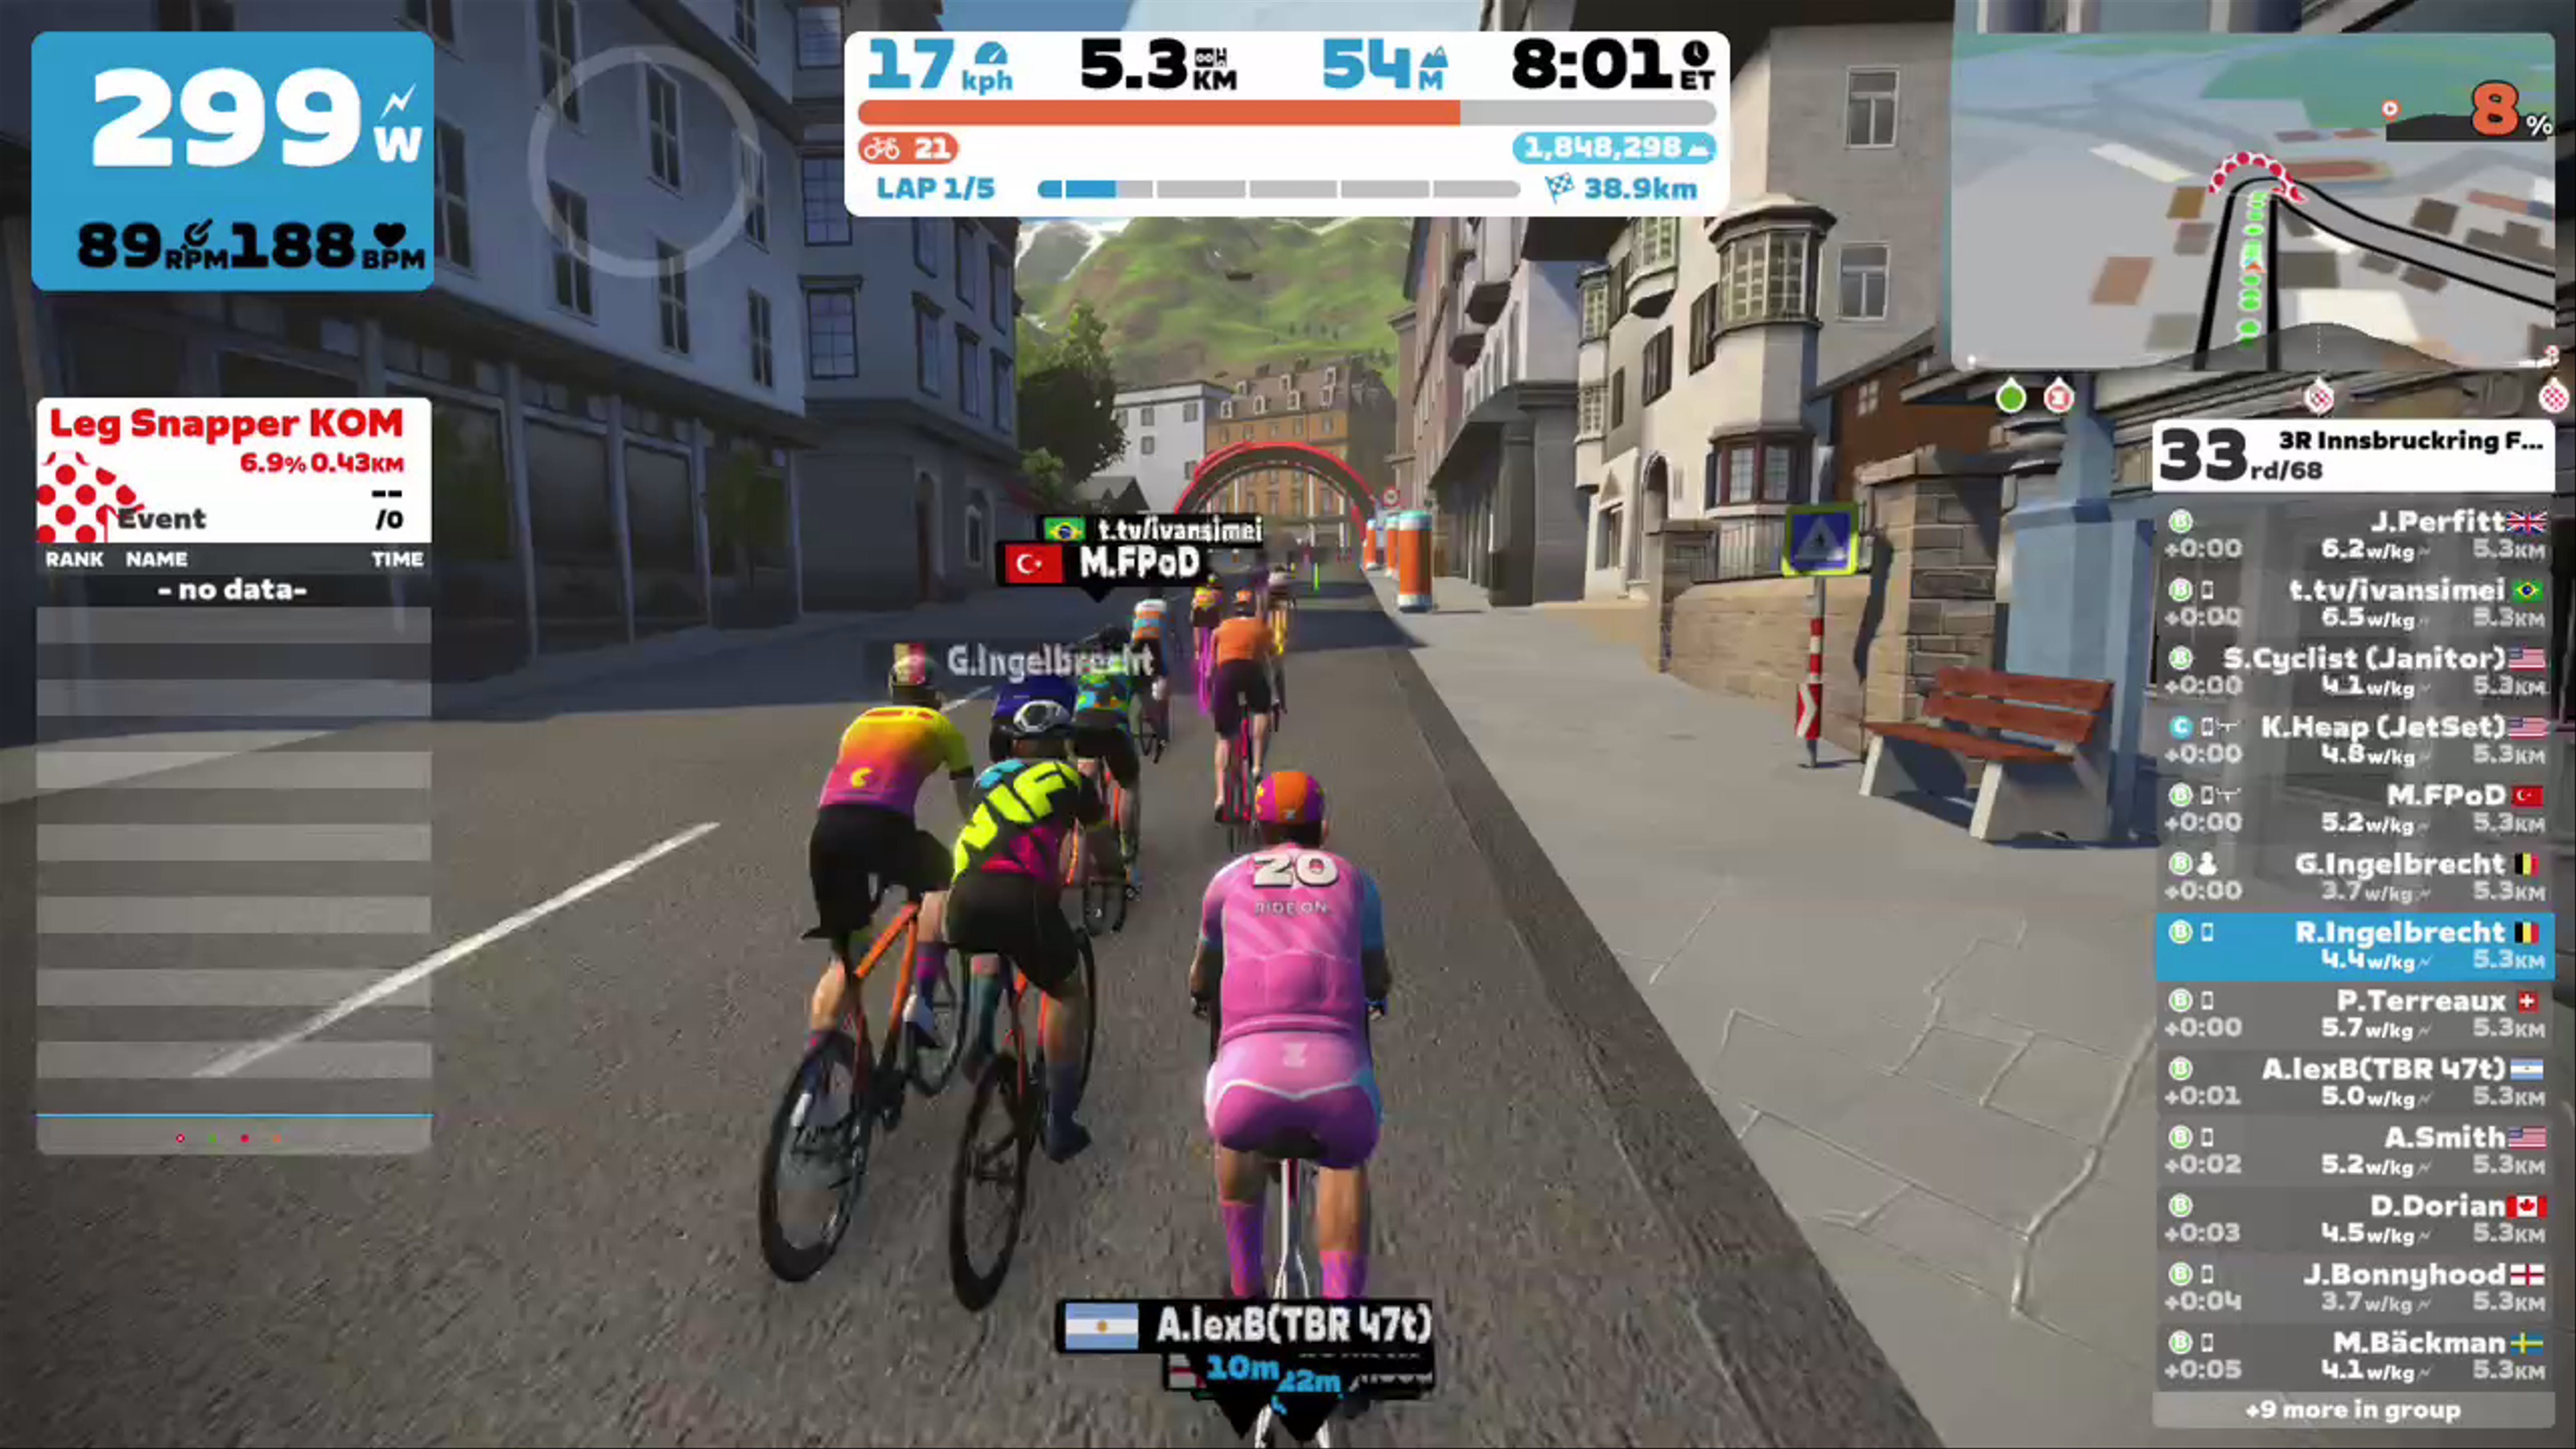 299 W
89 RPM 188 BPM
17 kph 5.3 KM 54 M 8:01 ET
21 1,848,298
LAP 1/5 38.9km
8 %
Leg Snapper KOM
6.9% 0.43KM
--
Event /0
RANK NAME TIME
- no data-
t.tv/ivansimei
M.FPoD
G.Ingelbrecht
20
RIDE ON
Z
A.lexB(TBR 47t)
10m 22m
33rd/68 3R Innsbruckring F...
B J.Perfitt
+0:00 6.2w/kg 5.3KM
B t.tv/ivansimei
+0:00 6.5w/kg 5.3KM
B S.Cyclist (Janitor)
+0:00 4.1w/kg 5.3KM
C K.Heap (JetSet)
+0:00 4.8w/kg 5.3KM
B M.FPoD
+0:00 5.2w/kg 5.3KM
B G.Ingelbrecht
+0:00 3.7w/kg 5.3KM
B R.Ingelbrecht
4.4w/kg 5.3KM
B P.Terreaux
+0:00 5.7w/kg 5.3KM
B A.lexB(TBR 47t)
+0:01 5.0w/kg 5.3KM
B A.Smith
+0:02 5.2w/kg 5.3KM
B D.Dorian
+0:03 4.5w/kg 5.3KM
B J.Bonnyhood
+0:04 3.7w/kg 5.3KM
B M.Bäckman
+0:05 4.1w/kg 5.3KM
+9 more in group